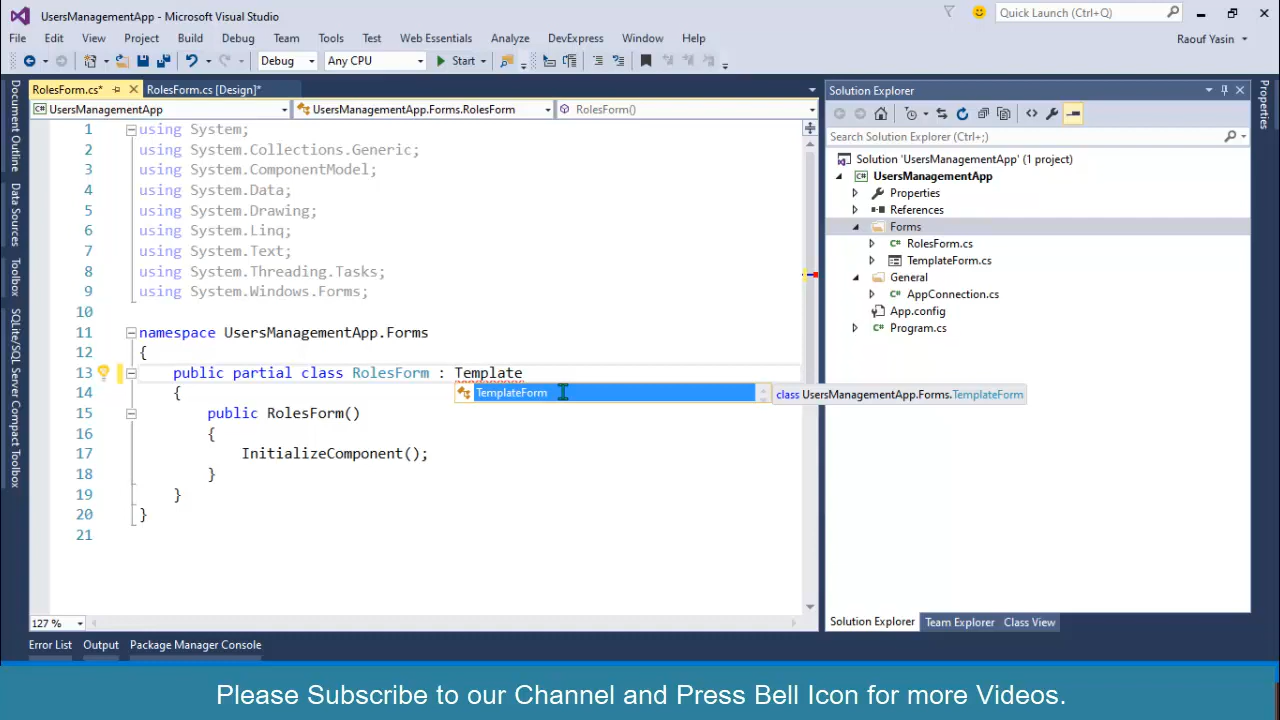 UsersManagementApp - Microsoft Visual Studio
Quick Launch (Ctrl+Q)
File Edit View Project Build Debug Team Tools Test Web Essentials Analyze DevExpress Window Help
Raouf Yasin
Debug Any CPU Start
RolesForm.cs* RolesForm.cs [Design]*
UsersManagementApp UsersManagementApp.Forms.RolesForm RolesForm()
Document Outline
Data Sources
Toolbox
SQLite/SQL Server Compact Toolbox
1 using System;
2 using System.Collections.Generic;
3 using System.ComponentModel;
4 using System.Data;
5 using System.Drawing;
6 using System.Linq;
7 using System.Text;
8 using System.Threading.Tasks;
9 using System.Windows.Forms;
10
11 namespace UsersManagementApp.Forms
12 {
13 public partial class RolesForm : Template
TemplateForm
class UsersManagementApp.Forms.TemplateForm
14 {
15 public RolesForm()
16 {
17 InitializeComponent();
18 }
19 }
20 }
21
127 %
Solution Explorer
Search Solution Explorer (Ctrl+;)
Solution 'UsersManagementApp' (1 project)
UsersManagementApp
Properties
References
Forms
RolesForm.cs
TemplateForm.cs
General
AppConnection.cs
App.config
Program.cs
Solution Explorer Team Explorer Class View
Properties
Error List Output Package Manager Console
Please Subscribe to our Channel and Press Bell Icon for more Videos.